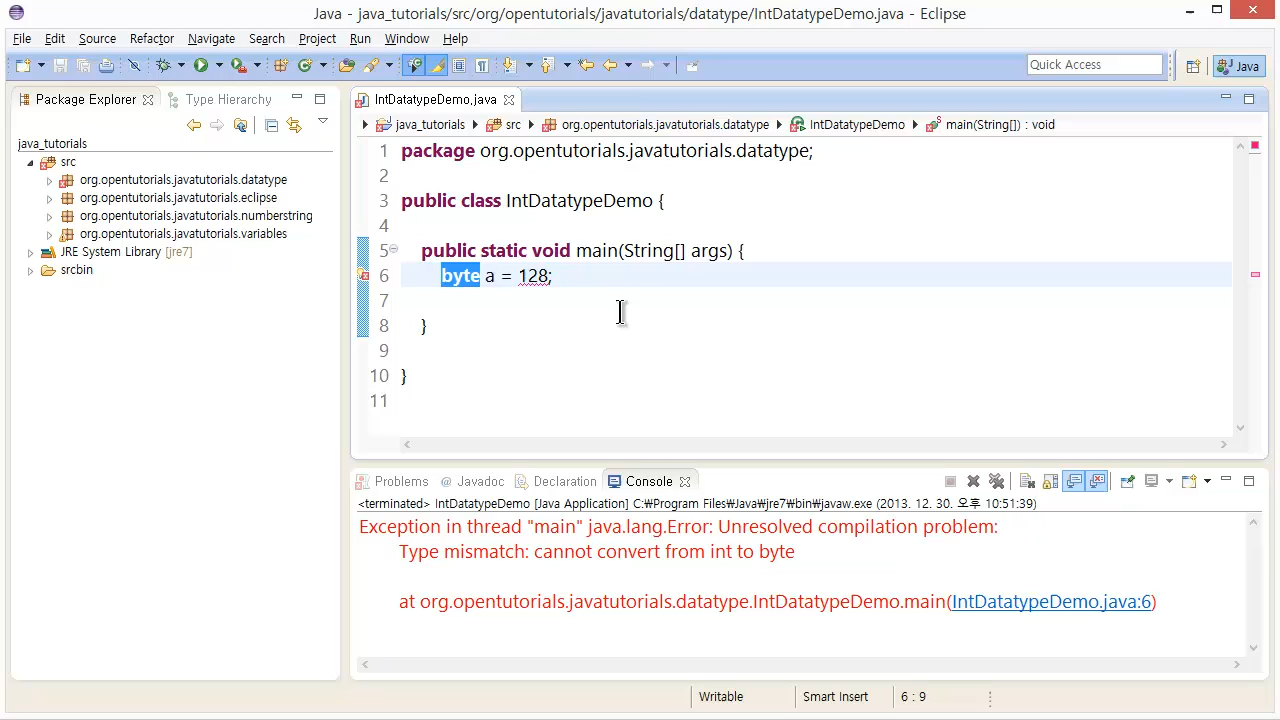 Java - java_tutorials/src/org/opentutorials/javatutorials/datatype/IntDatatypeDemo.java - Eclipse
File Edit Source Refactor Navigate Search Project Run Window Help
Quick Access
Java
Package Explorer
Type Hierarchy
java_tutorials
src
org.opentutorials.javatutorials.datatype
org.opentutorials.javatutorials.eclipse
org.opentutorials.javatutorials.numberstring
org.opentutorials.javatutorials.variables
JRE System Library [jre7]
srcbin
IntDatatypeDemo.java
java_tutorials src org.opentutorials.javatutorials.datatype IntDatatypeDemo main(String[]) : void
1 package org.opentutorials.javatutorials.datatype;
2
3 public class IntDatatypeDemo {
4
5 public static void main(String[] args) {
6 byte a = 128;
7
8 }
9
10 }
11
Problems @ Javadoc Declaration Console
<terminated> IntDatatypeDemo [Java Application] C:₩Program Files₩Java₩jre7₩bin₩javaw.exe (2013. 12. 30. 오후 10:51:39)
Exception in thread "main" java.lang.Error: Unresolved compilation problem:
Type mismatch: cannot convert from int to byte
at org.opentutorials.javatutorials.datatype.IntDatatypeDemo.main(IntDatatypeDemo.java:6)
Writable Smart Insert 6 : 9